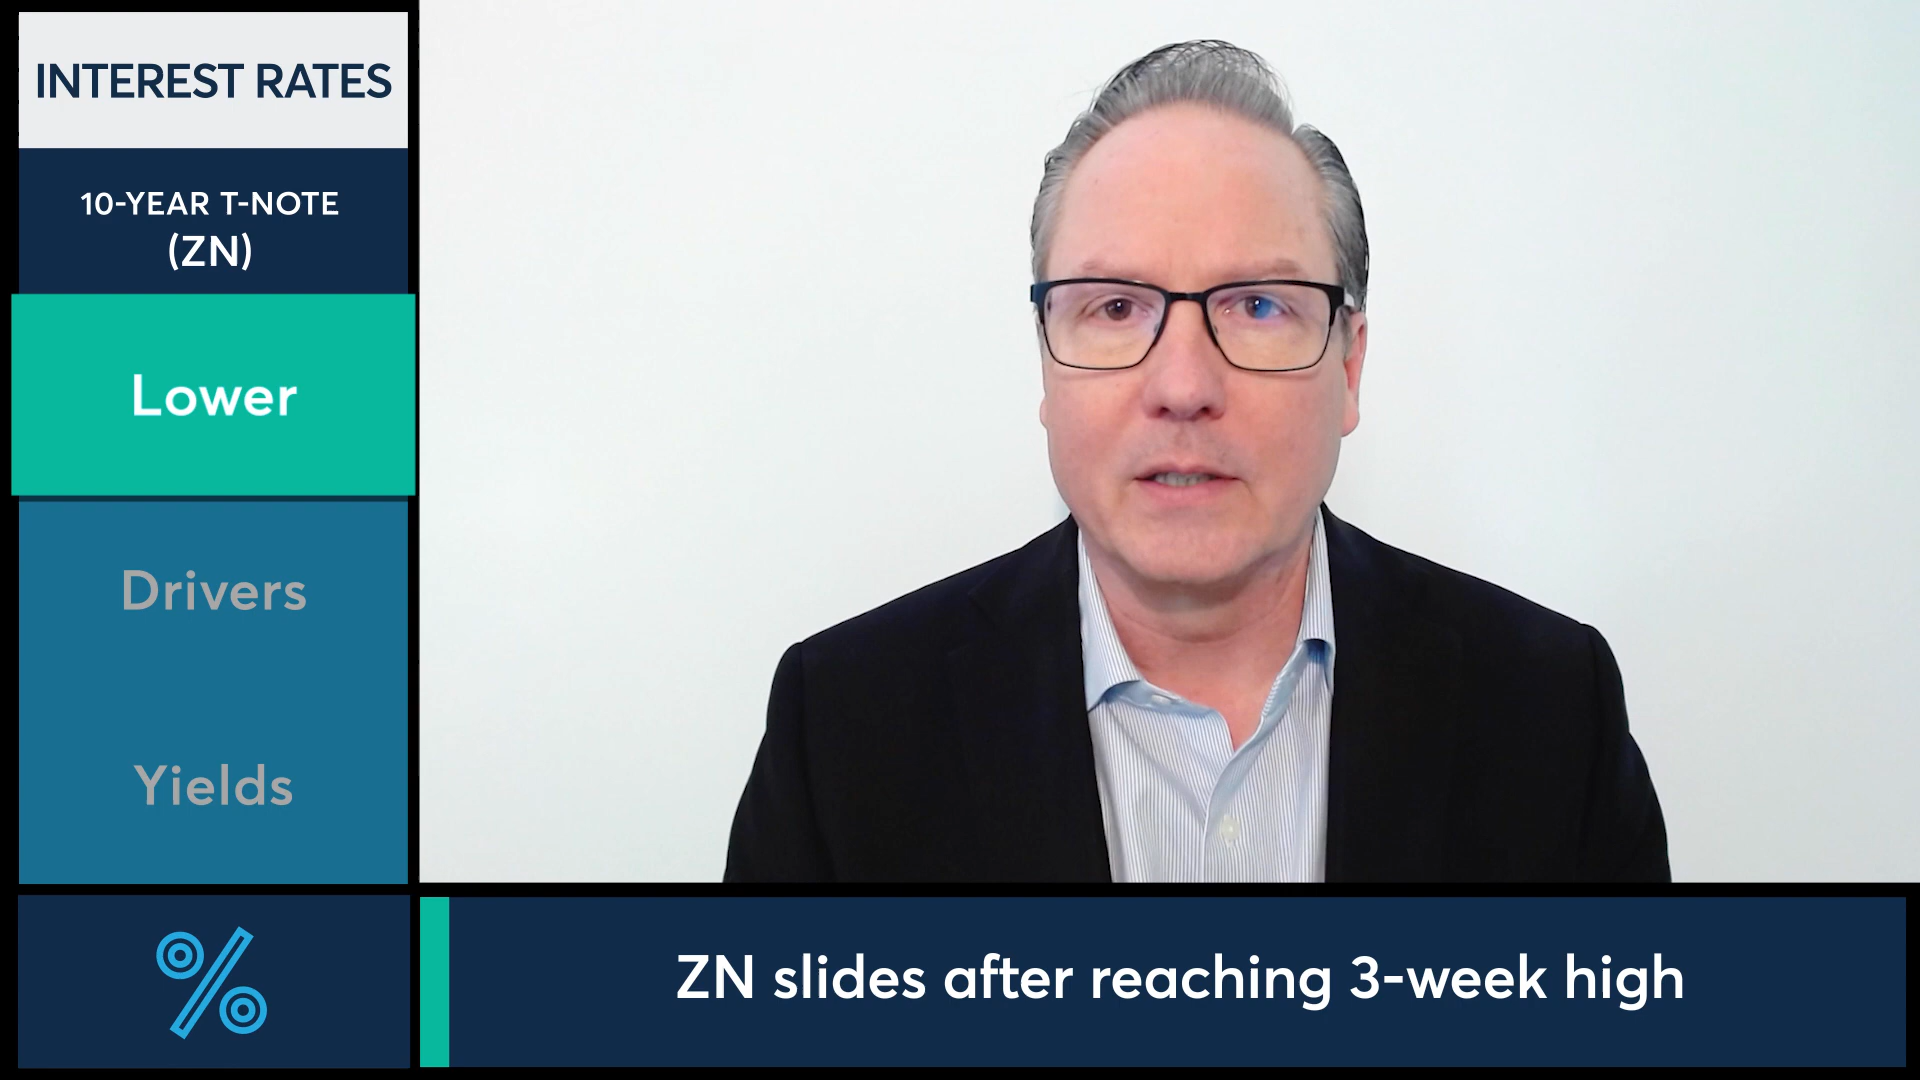 INTEREST RATES
10-YEAR T-NOTE
(ZN)
Lower
Drivers
Yields
%
ZN slides after reaching 3-week high